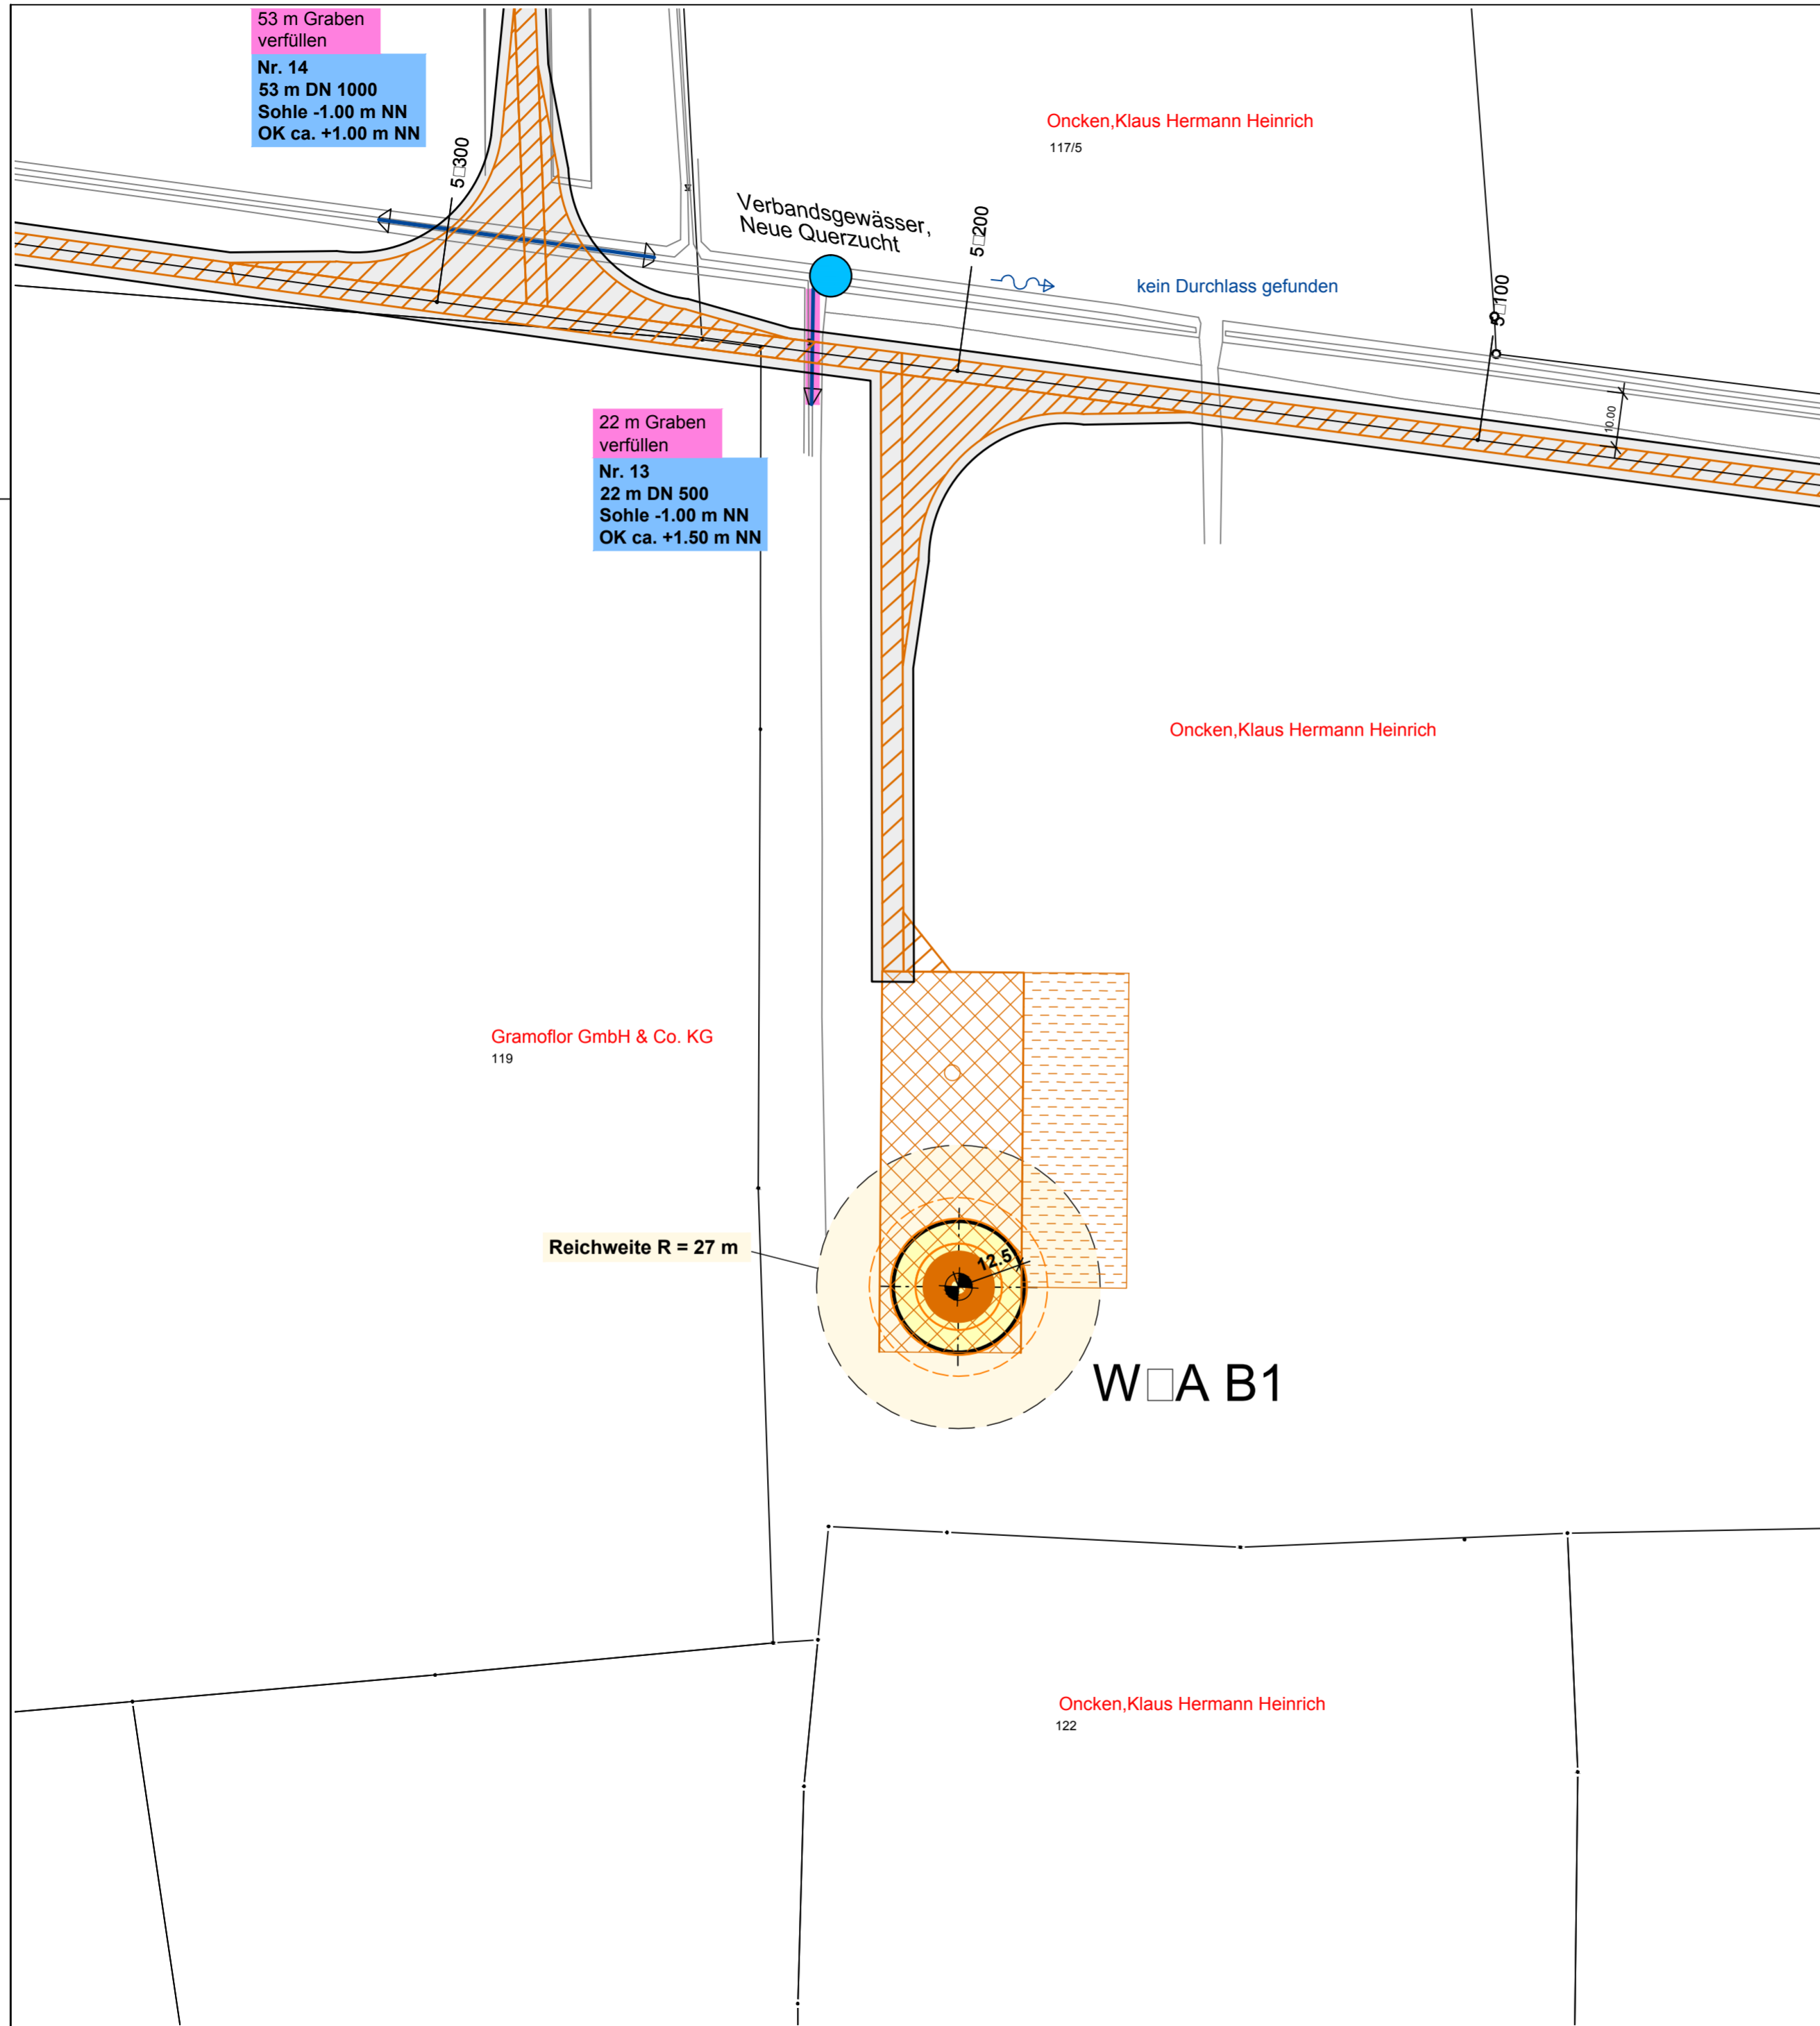 53 m Graben
verfüllen
Nr. 14
53 m DN 1000
Sohle -1.00 m NN
OK ca. +1.00 m NN
5□300
Oncken,Klaus Hermann Heinrich
117/5
Verbandsgewässer,
Neue Querzucht
5□200
kein Durchlass gefunden
5□100
10.00
22 m Graben
verfüllen
Nr. 13
22 m DN 500
Sohle -1.00 m NN
OK ca. +1.50 m NN
Oncken,Klaus Hermann Heinrich
Gramoflor GmbH & Co. KG
119
Reichweite R = 27 m
12.5
W□A B1
Oncken,Klaus Hermann Heinrich
122